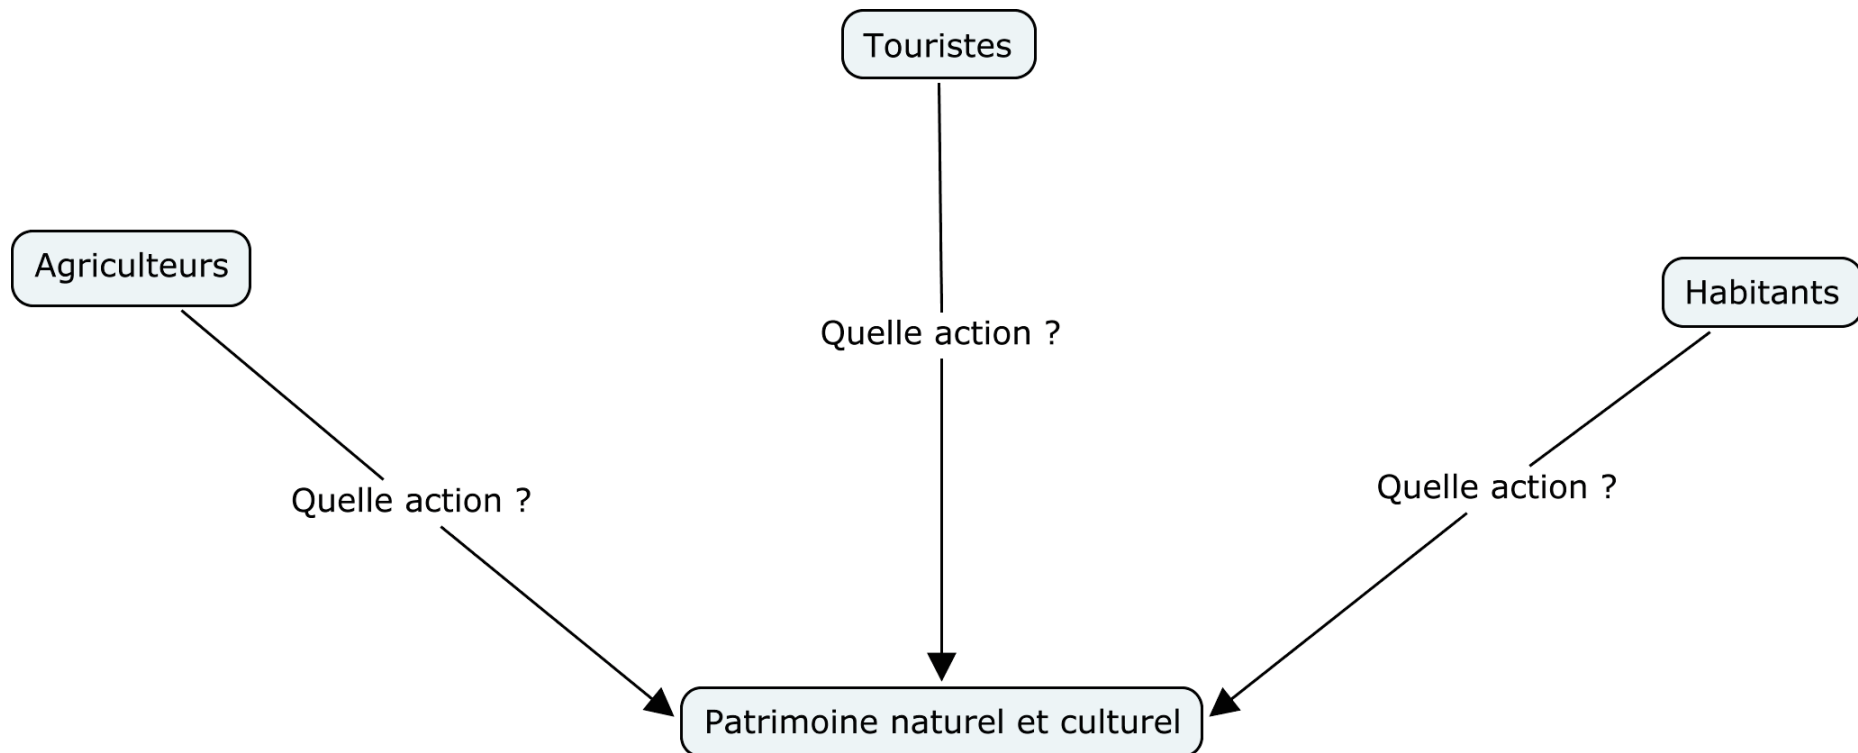 Touristes
Agriculteurs
Habitants
Quelle action ?
Quelle action ?
Quelle action ?
Patrimoine naturel et culturel